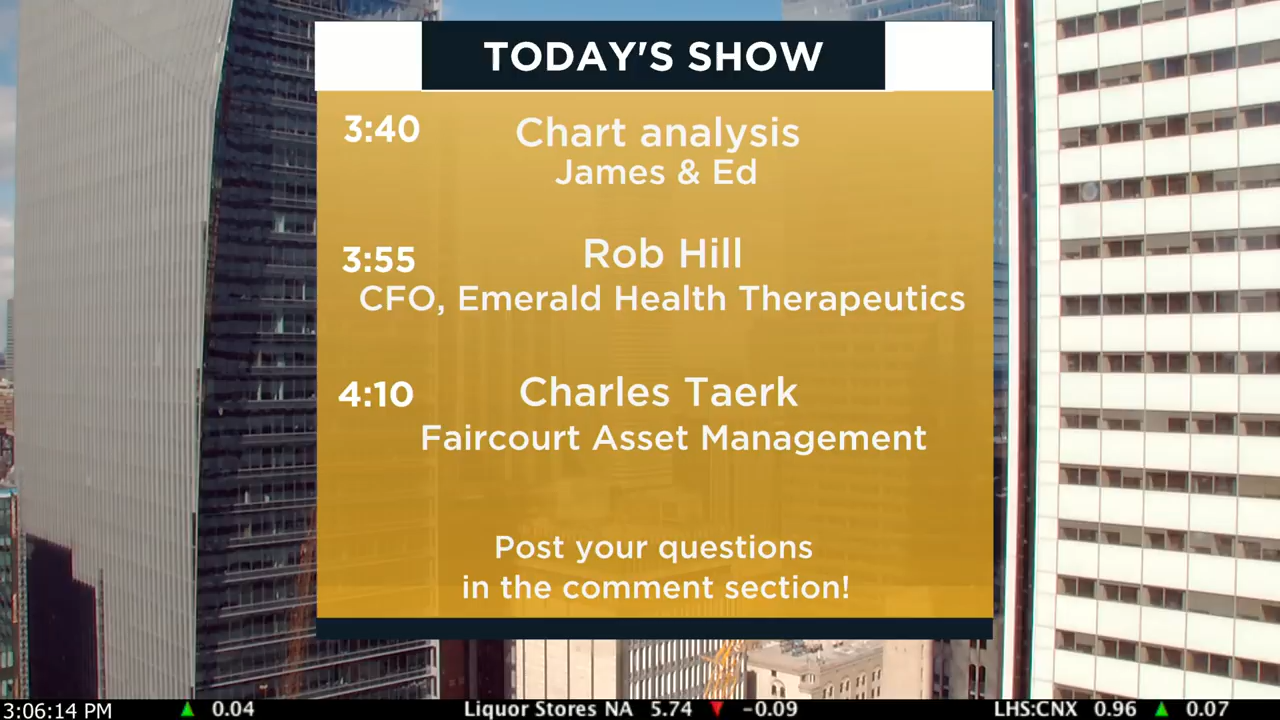 TODAY'S SHOW
3:40 Chart analysis
James & Ed
3:55 Rob Hill
CFO, Emerald Health Therapeutics
4:10 Charles Taerk
Faircourt Asset Management
Post your questions
in the comment section!
3:06:14 PM ▲ 0.04 Liquor Stores NA 5.74 ▼ -0.09 LHS:CNX 0.96 ▲ 0.07